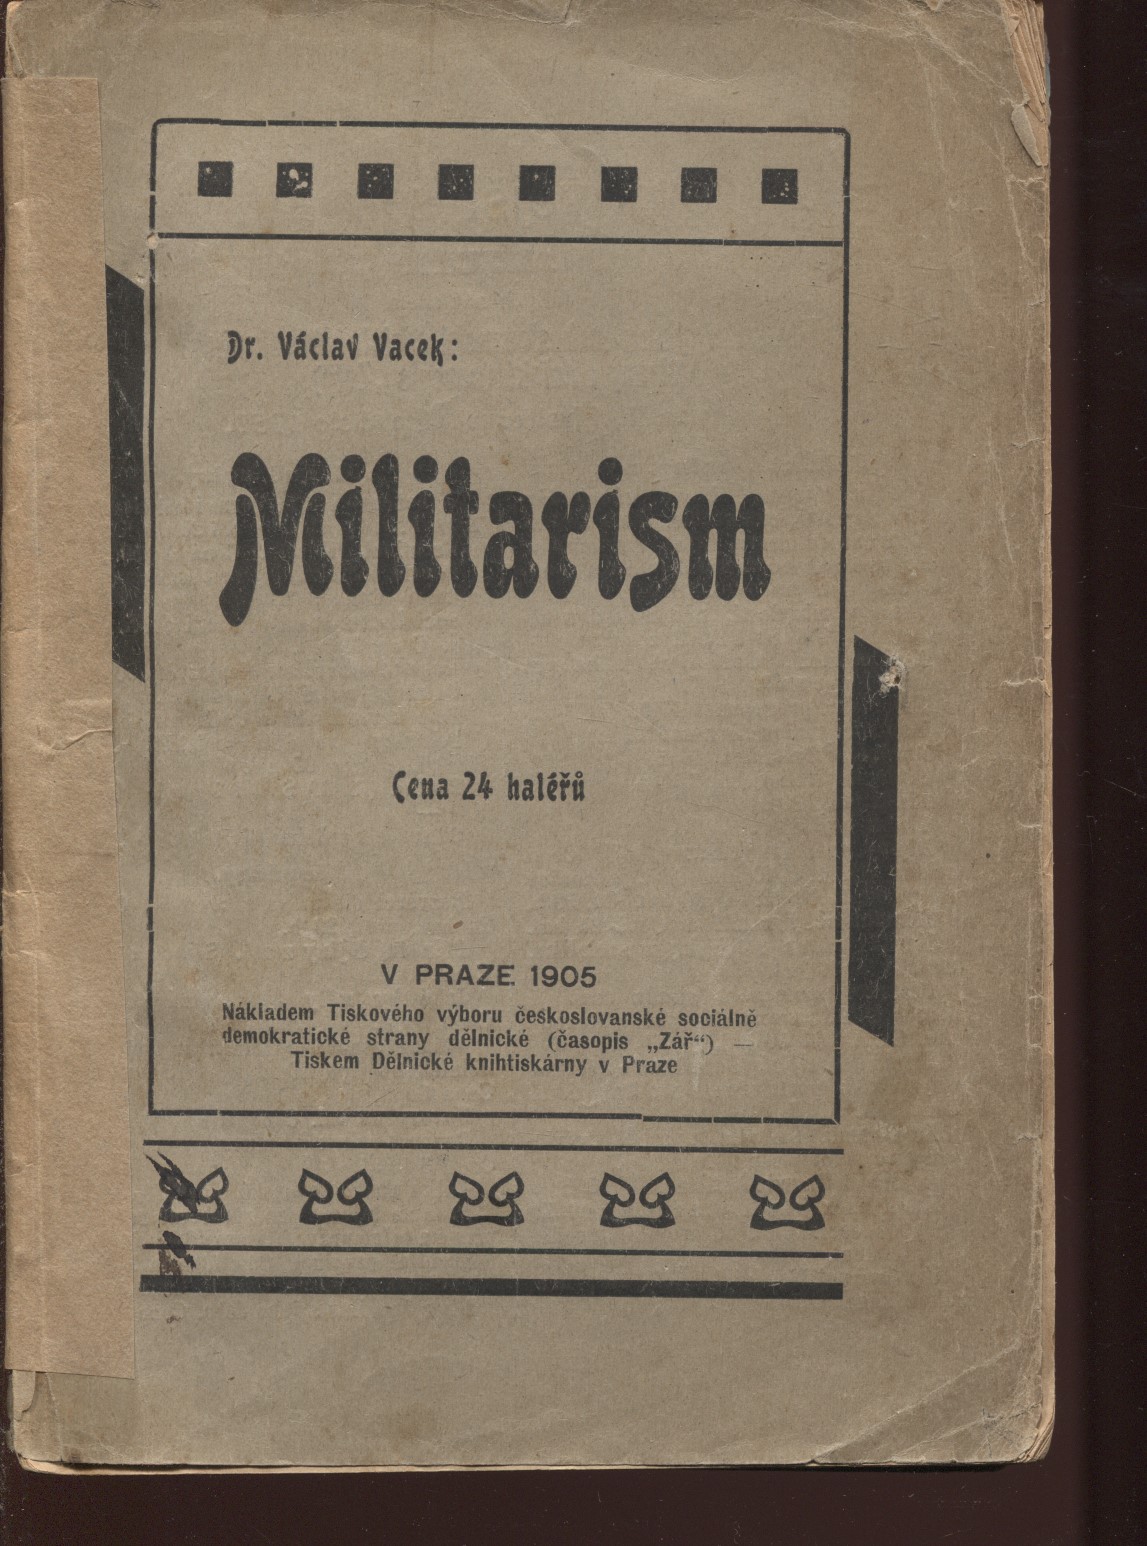 Dr. Václav Vacek:
Militarism
Cena 24 haléřů
V PRAZE 1905
Nákladem Tiskového výboru českoslovanské sociálně
demokratické strany dělnické (časopis „Zář“) —
Tiskem Dělnické knihtiskárny v Praze